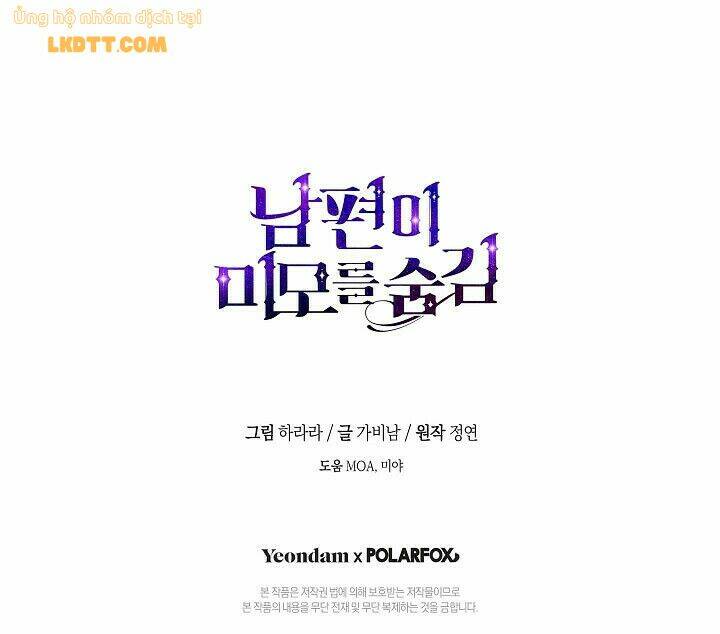 Ủng hộ nhóm dịch tại
LKDTT.COM
남편이
미모를 숨김
그림 하라라 / 글 가비남 / 원작 정연
도움 MOA, 미야
Yeondam x POLARFOX
본 작품은 저작권 법에 의해 보호받는 저작물이므로
본 작품의 내용을 무단 전재 및 무단 복제하는 것을 금합니다.